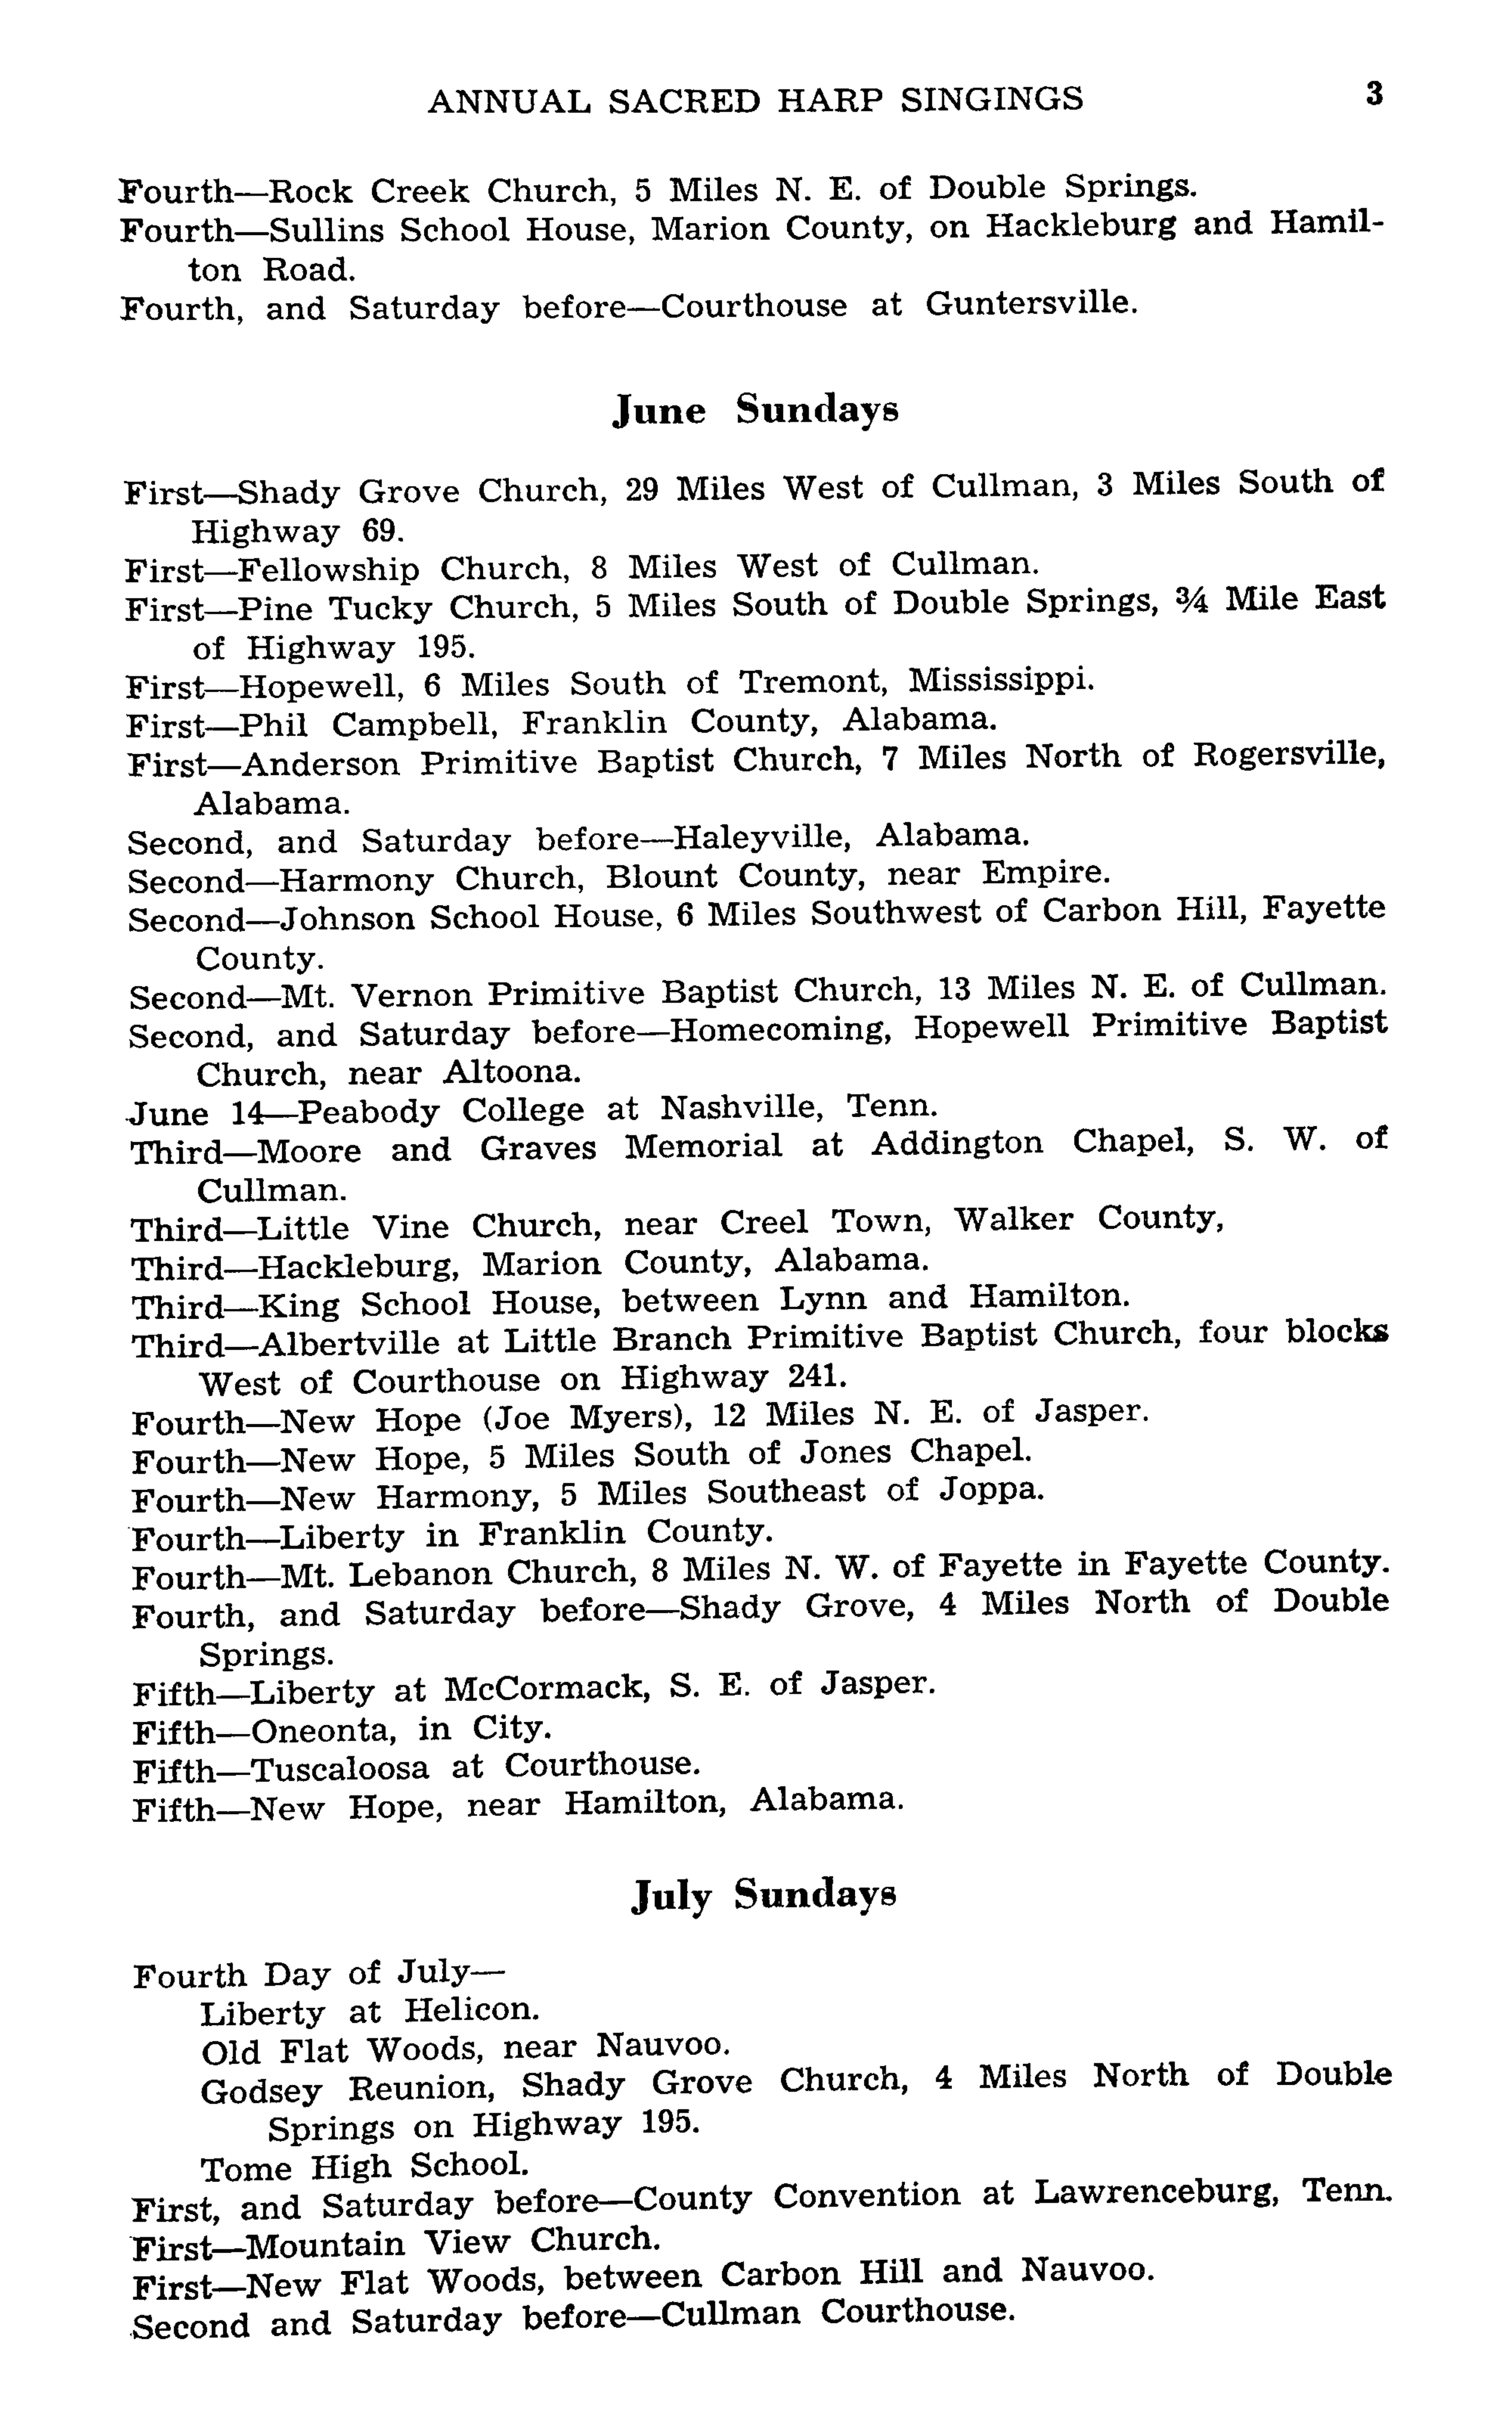 ANNUAL SACRED HARP SINGINGS 3
Fourth—Rock Creek Church, 5 Miles N. E. of Double Springs.
Fourth—Sullins School House, Marion County, on Hackleburg and Hamil-
ton Road.
Fourth, and Saturday before—Courthouse at Guntersville.
June Sundays
First—Shady Grove Church, 29 Miles West of Cullman, 3 Miles South of
Highway 69.
First—Fellowship Church, 8 Miles West of Cullman.
First—Pine Tucky Church, 5 Miles South of Double Springs, ¾ Mile East
of Highway 195.
First—Hopewell, 6 Miles South of Tremont, Mississippi.
First—Phil Campbell, Franklin County, Alabama.
First—Anderson Primitive Baptist Church, 7 Miles North of Rogersville,
Alabama.
Second, and Saturday before—Haleyville, Alabama.
Second—Harmony Church, Blount County, near Empire.
Second—Johnson School House, 6 Miles Southwest of Carbon Hill, Fayette
County.
Second—Mt. Vernon Primitive Baptist Church, 13 Miles N. E. of Cullman.
Second, and Saturday before—Homecoming, Hopewell Primitive Baptist
Church, near Altoona.
June 14—Peabody College at Nashville, Tenn.
Third—Moore and Graves Memorial at Addington Chapel, S. W. of
Cullman.
Third—Little Vine Church, near Creel Town, Walker County,
Third—Hackleburg, Marion County, Alabama.
Third—King School House, between Lynn and Hamilton.
Third—Albertville at Little Branch Primitive Baptist Church, four blocks
West of Courthouse on Highway 241.
Fourth—New Hope (Joe Myers), 12 Miles N. E. of Jasper.
Fourth—New Hope, 5 Miles South of Jones Chapel.
Fourth—New Harmony, 5 Miles Southeast of Joppa.
Fourth—Liberty in Franklin County.
Fourth—Mt. Lebanon Church, 8 Miles N. W. of Fayette in Fayette County.
Fourth, and Saturday before—Shady Grove, 4 Miles North of Double
Springs.
Fifth—Liberty at McCormack, S. E. of Jasper.
Fifth—Oneonta, in City.
Fifth—Tuscaloosa at Courthouse.
Fifth—New Hope, near Hamilton, Alabama.
July Sundays
Fourth Day of July—
Liberty at Helicon.
Old Flat Woods, near Nauvoo.
Godsey Reunion, Shady Grove Church, 4 Miles North of Double
Springs on Highway 195.
Tome High School.
First, and Saturday before—County Convention at Lawrenceburg, Tenn.
First—Mountain View Church.
First—New Flat Woods, between Carbon Hill and Nauvoo.
Second and Saturday before—Cullman Courthouse.